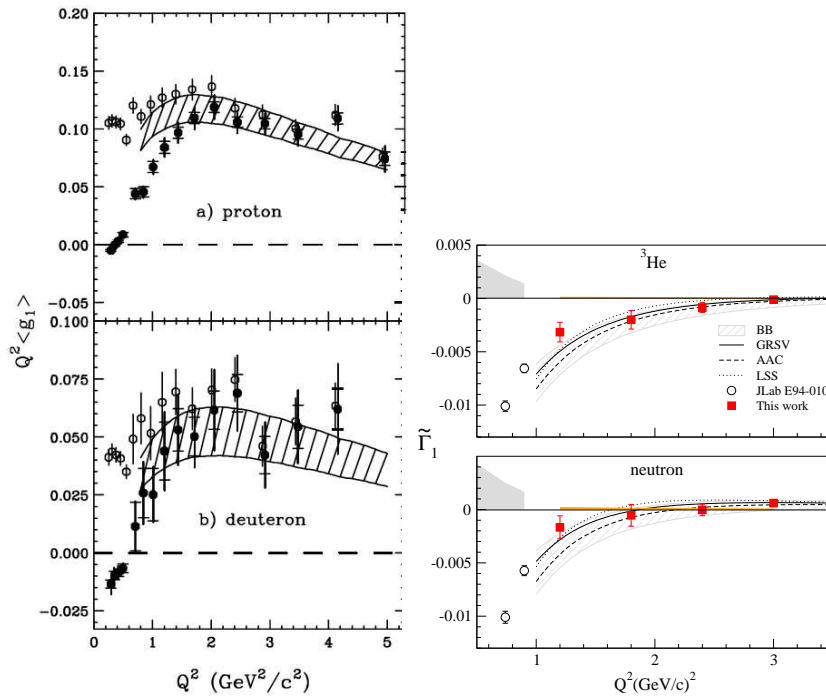 0.20
0.15
0.10
0.05
0.00
-0.05
a) proton
Q² <g₁>
0.100
0.075
0.050
0.025
0.000
-0.025
b) deuteron
0 1 2 3 4 5
Q² (GeV²/c²)
0.005
0
-0.005
-0.01
³He
BB
GRSV
AAC
LSS
JLab E94-010
This work
Γ̃₁
0
-0.005
-0.01
neutron
1 2 3
Q²(GeV/c)²